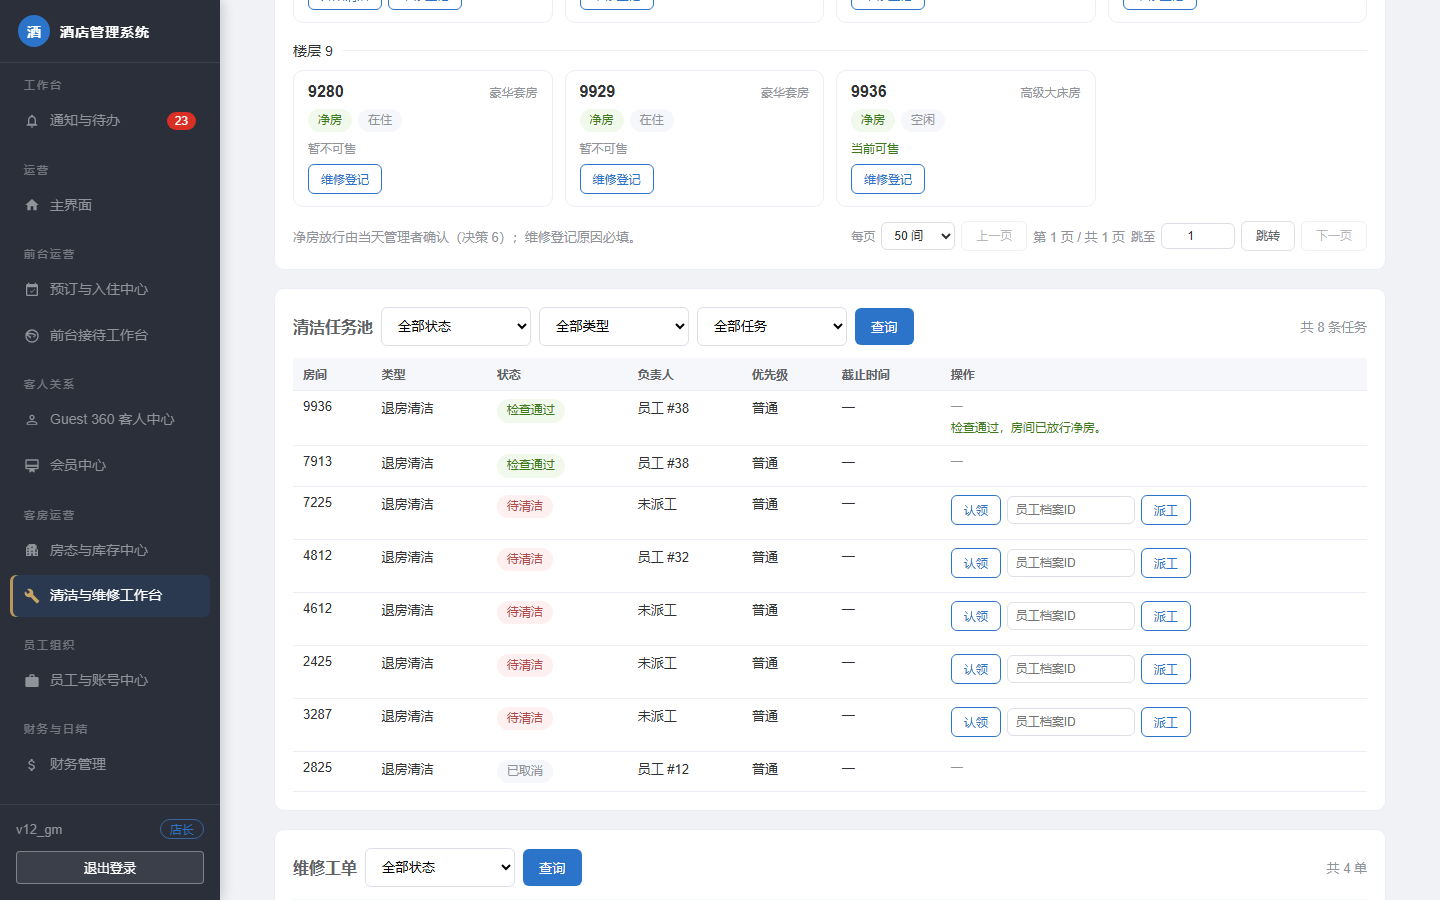 酒 酒店管理系统
工作台
通知与待办 23
运营
主界面
前台运营
预订与入住中心
前台接待工作台
客人关系
Guest 360 客人中心
会员中心
客房运营
房态与库存中心
清洁与维修工作台
员工组织
员工与账号中心
财务与日结
财务管理
v12_gm 店长
退出登录
楼层 9
9280 豪华套房
净房 在住
暂不可售
维修登记
9929 豪华套房
净房 在住
暂不可售
维修登记
9936 高级大床房
净房 空闲
当前可售
维修登记
净房放行由当天管理者确认（决策 6）；维修登记原因必填。
每页 50 间 上一页 第 1 页 / 共 1 页 跳至 1 跳转 下一页
清洁任务池 全部状态 全部类型 全部任务 查询 共 8 条任务
房间 类型 状态 负责人 优先级 截止时间 操作
9936 退房清洁 检查通过 员工 #38 普通 — —
检查通过，房间已放行净房。
7913 退房清洁 检查通过 员工 #38 普通 — —
7225 退房清洁 待清洁 未派工 普通 — 认领 员工档案ID 派工
4812 退房清洁 待清洁 员工 #32 普通 — 认领 员工档案ID 派工
4612 退房清洁 待清洁 未派工 普通 — 认领 员工档案ID 派工
2425 退房清洁 待清洁 未派工 普通 — 认领 员工档案ID 派工
3287 退房清洁 待清洁 未派工 普通 — 认领 员工档案ID 派工
2825 退房清洁 已取消 员工 #12 普通 — —
维修工单 全部状态 查询 共 4 单